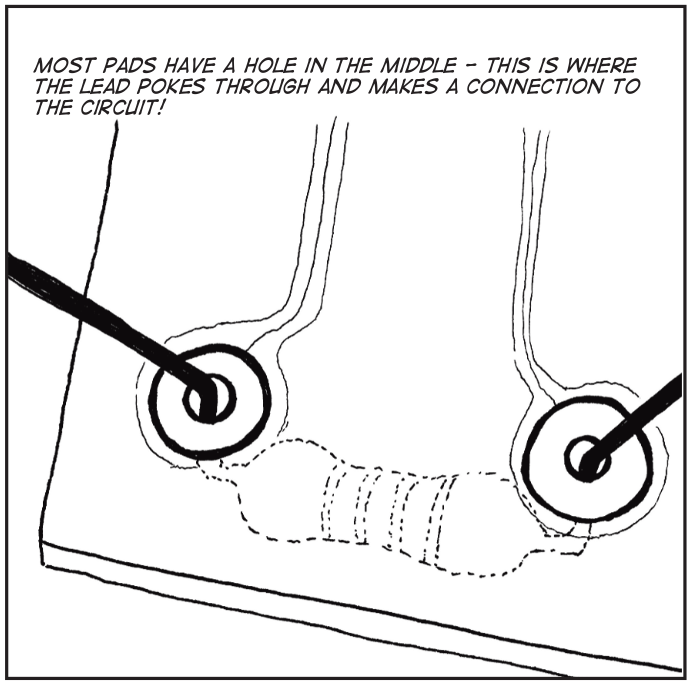 MOST PADS HAVE A HOLE IN THE MIDDLE - THIS IS WHERE
THE LEAD POKES THROUGH AND MAKES A CONNECTION TO
THE CIRCUIT!